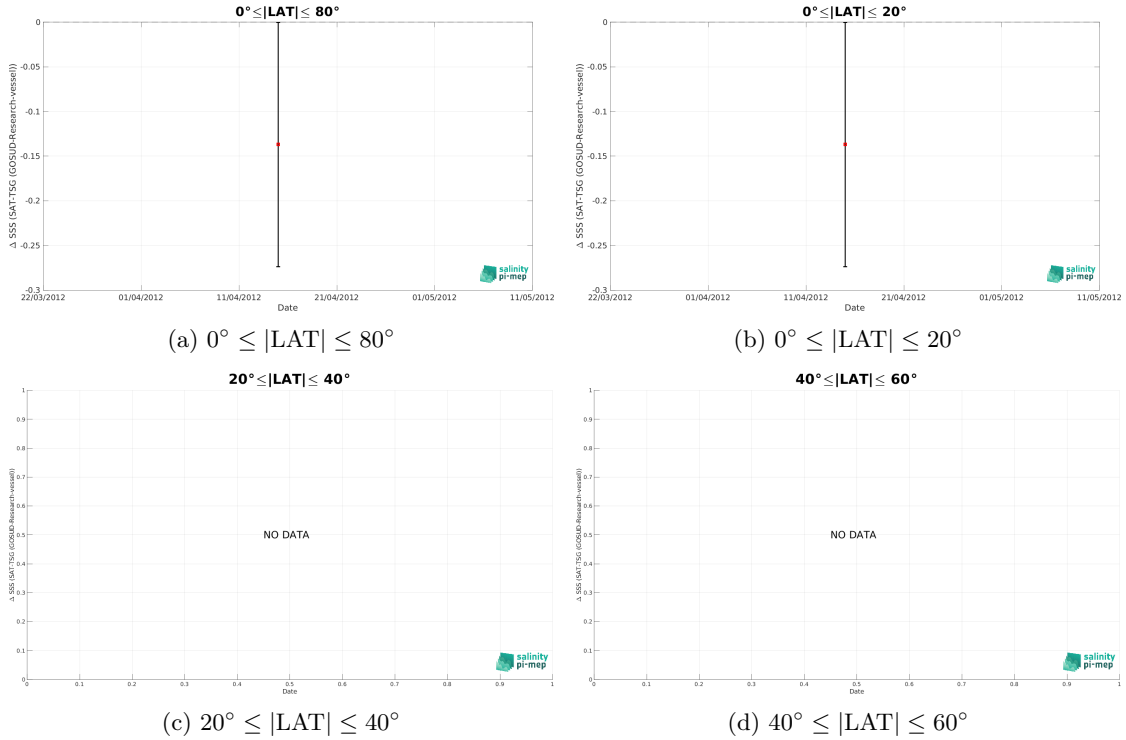 0°≤|LAT|≤ 80°
Δ SSS (SAT-TSG (GOSUD-Research-vessel))
0
-0.05
-0.1
-0.15
-0.2
-0.25
-0.3
22/03/2012 01/04/2012 11/04/2012 21/04/2012 01/05/2012 11/05/2012
Date
salinity
pi-mep
(a) 0° ≤ |LAT| ≤ 80°
0°≤|LAT|≤ 20°
Δ SSS (SAT-TSG (GOSUD-Research-vessel))
0
-0.05
-0.1
-0.15
-0.2
-0.25
-0.3
22/03/2012 01/04/2012 11/04/2012 21/04/2012 01/05/2012 11/05/2012
Date
salinity
pi-mep
(b) 0° ≤ |LAT| ≤ 20°
20°≤|LAT|≤ 40°
Δ SSS (SAT-TSG (GOSUD-Research-vessel))
1
0.9
0.8
0.7
0.6
0.5
0.4
0.3
0.2
0.1
0
NO DATA
0 0.1 0.2 0.3 0.4 0.5 0.6 0.7 0.8 0.9 1
Date
salinity
pi-mep
(c) 20° ≤ |LAT| ≤ 40°
40°≤|LAT|≤ 60°
Δ SSS (SAT-TSG (GOSUD-Research-vessel))
1
0.9
0.8
0.7
0.6
0.5
0.4
0.3
0.2
0.1
0
NO DATA
0 0.1 0.2 0.3 0.4 0.5 0.6 0.7 0.8 0.9 1
Date
salinity
pi-mep
(d) 40° ≤ |LAT| ≤ 60°